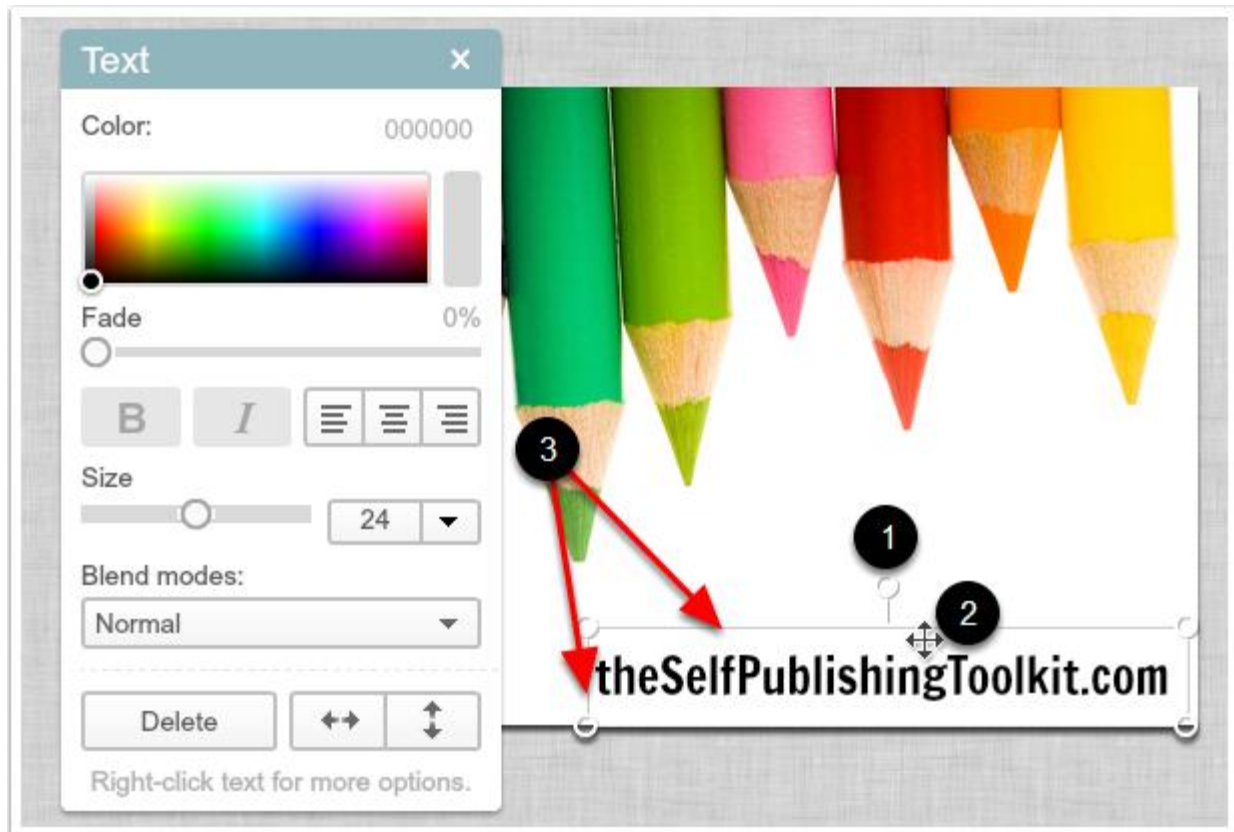 Text ×
Color: 000000
Fade 0%
B I
Size
24
Blend modes:
Normal
Delete
Right-click text for more options.
3
1
2
theSelfPublishingToolkit.com